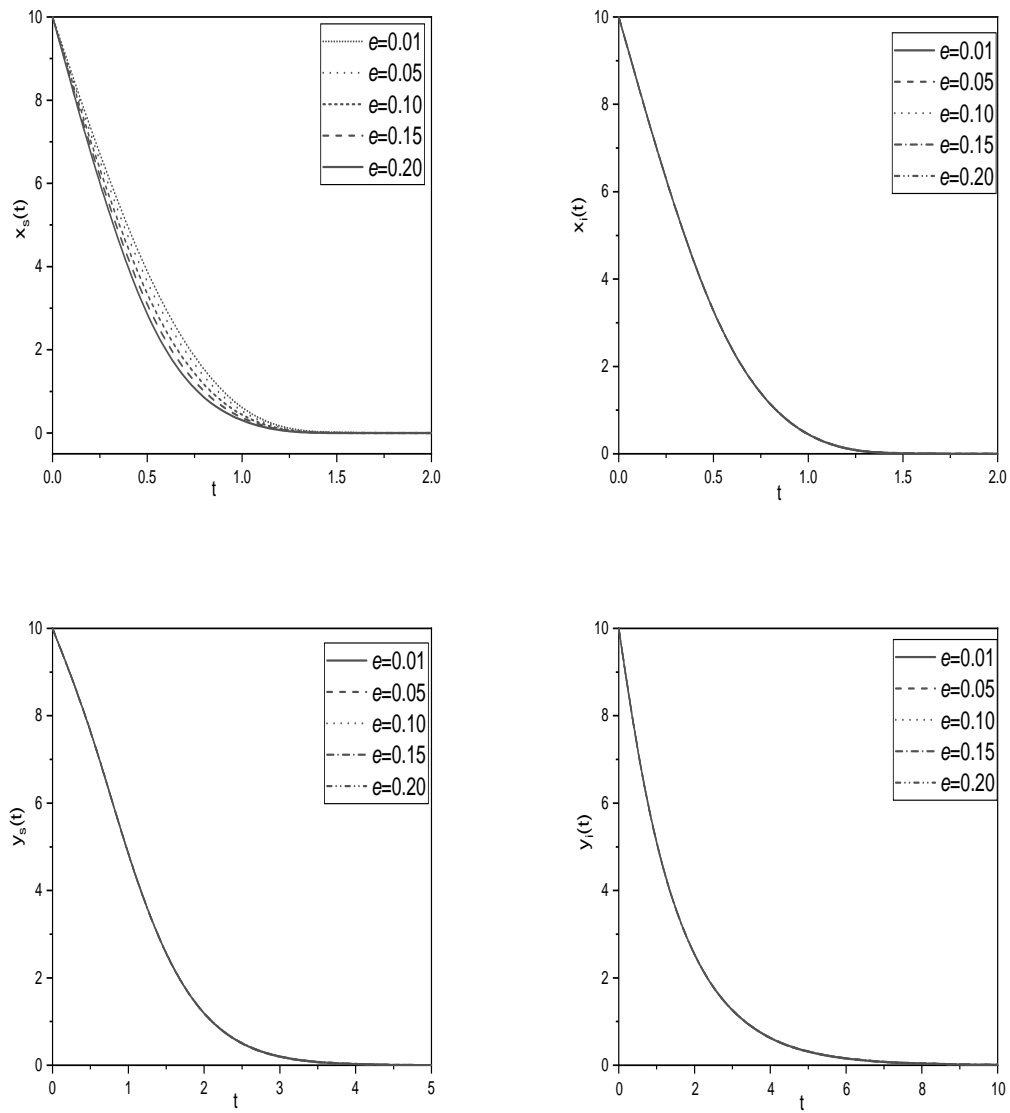 10
8
6
4
2
0
x_s(t)
e=0.01
e=0.05
e=0.10
e=0.15
e=0.20
0.0 0.5 1.0 1.5 2.0
t
10
8
6
4
2
0
x_i(t)
e=0.01
e=0.05
e=0.10
e=0.15
e=0.20
0.0 0.5 1.0 1.5 2.0
t
10
8
6
4
2
0
y_s(t)
e=0.01
e=0.05
e=0.10
e=0.15
e=0.20
0 1 2 3 4 5
t
10
8
6
4
2
0
y_i(t)
e=0.01
e=0.05
e=0.10
e=0.15
e=0.20
0 2 4 6 8 10
t